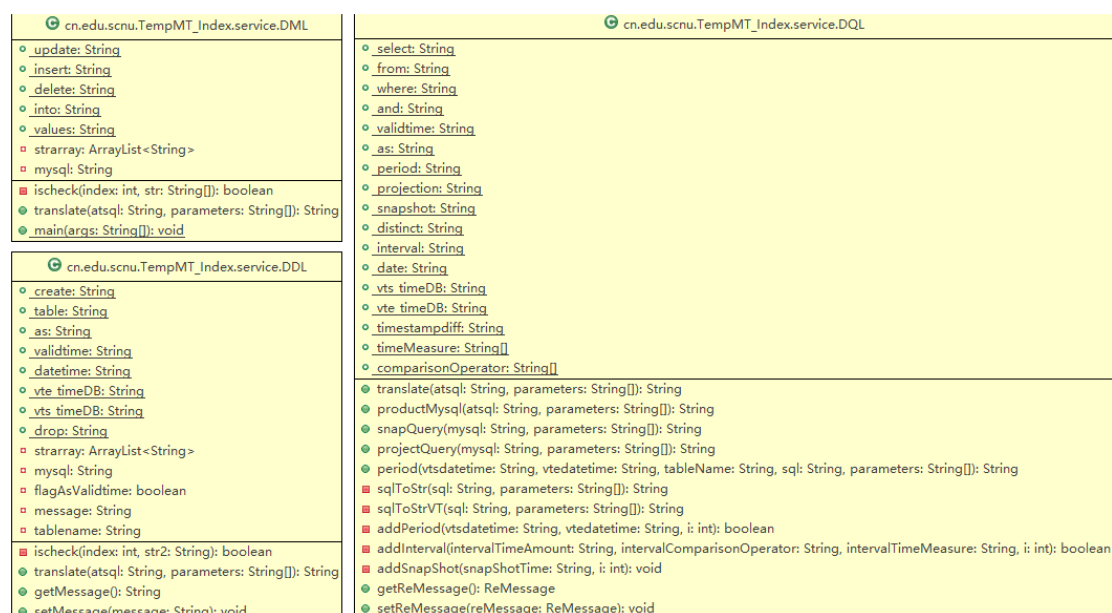 cn.edu.scnu.TempMT_Index.service.DML
update: String
insert: String
delete: String
into: String
values: String
strarray: ArrayList<String>
mysql: String
ischeck(index: int, str: String[]): boolean
translate(atsql: String, parameters: String[]): String
main(args: String[]): void
cn.edu.scnu.TempMT_Index.service.DDL
create: String
table: String
as: String
validtime: String
datetime: String
vte_timeDB: String
vts_timeDB: String
drop: String
strarray: ArrayList<String>
mysql: String
flagAsValidtime: boolean
message: String
tablename: String
ischeck(index: int, str2: String): boolean
translate(atsql: String, parameters: String[]): String
getMessage(): String
setMessage(message: String): void
cn.edu.scnu.TempMT_Index.service.DQL
select: String
from: String
where: String
and: String
validtime: String
as: String
period: String
projection: String
snapshot: String
distinct: String
interval: String
date: String
vts_timeDB: String
vte_timeDB: String
timestampdiff: String
timeMeasure: String[]
comparisonOperator: String[]
translate(atsql: String, parameters: String[]): String
productMysql(atsql: String, parameters: String[]): String
snapQuery(mysql: String, parameters: String[]): String
projectQuery(mysql: String, parameters: String[]): String
period(vtsdatetime: String, vtedatetime: String, tableName: String, sql: String, parameters: String[]): String
sqlToStr(sql: String, parameters: String[]): String
sqlToStrVT(sql: String, parameters: String[]): String
addPeriod(vtsdatetime: String, vtedatetime: String, i: int): boolean
addInterval(intervalTimeAmount: String, intervalComparisonOperator: String, intervalTimeMeasure: String, i: int): boolean
addSnapShot(snapShotTime: String, i: int): void
getReMessage(): ReMessage
setReMessage(reMessage: ReMessage): void